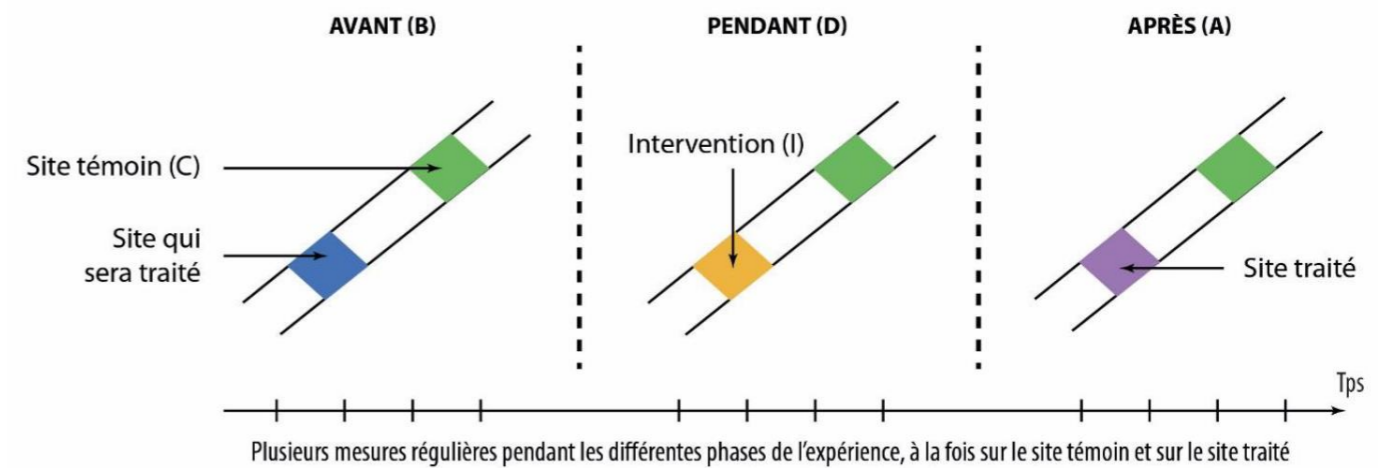 AVANT (B)
PENDANT (D)
APRÈS (A)
Site témoin (C)
Intervention (I)
Site qui
sera traité
Site traité
Tps
Plusieurs mesures régulières pendant les différentes phases de l’expérience, à la fois sur le site témoin et sur le site traité